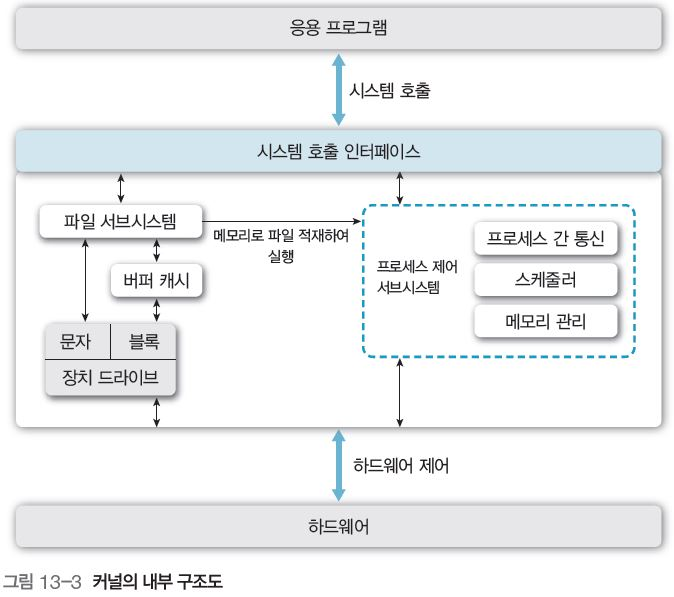 응용 프로그램
시스템 호출
시스템 호출 인터페이스
파일 서브시스템
메모리로 파일 적재하여
실행
버퍼 캐시
문자
블록
장치 드라이브
프로세스 제어
서브시스템
프로세스 간 통신
스케줄러
메모리 관리
하드웨어 제어
하드웨어
그림 13-3 커널의 내부 구조도